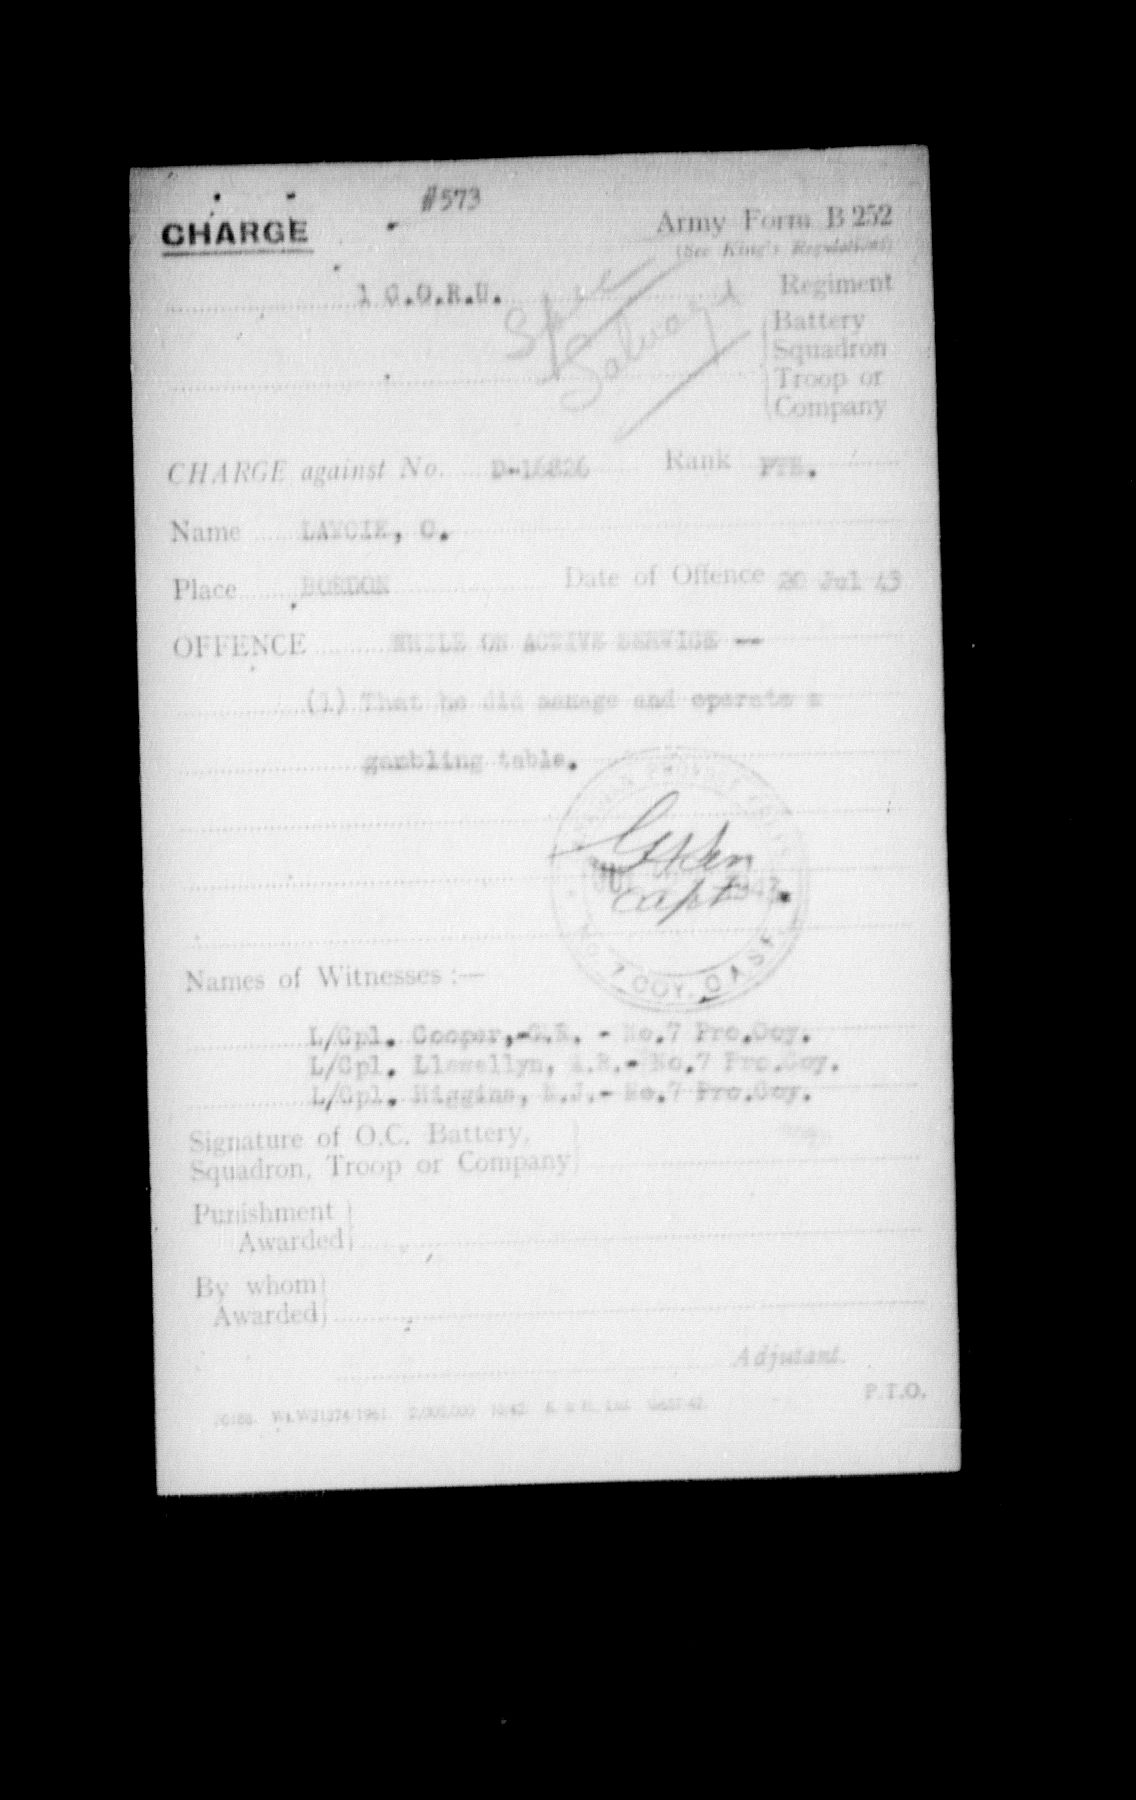 #573
CHARGE
Army Form B 252
(See King's Regulations)
1 C.O.R.U. Regiment
Salvage
Battery
Squadron
Troop or
Company
CHARGE against No. D-16826 Rank PTE.
Name LAVOIE, O.
Place BORDON Date of Offence 20 Jul 43
OFFENCE WHILE ON ACTIVE SERVICE --
(1) That he did manage and operate a
gambling table.
Capt
7 COY.
Names of Witnesses :—
L/Cpl. Cooper, - No.7 Pro.Coy.
L/Cpl. Llewellyn, - No.7 Pro.Coy.
L/Cpl. Higgins, - No.7 Pro.Coy.
Signature of O.C. Battery,
Squadron, Troop or Company
Punishment
Awarded
By whom
Awarded
Adjutant.
P.T.O.